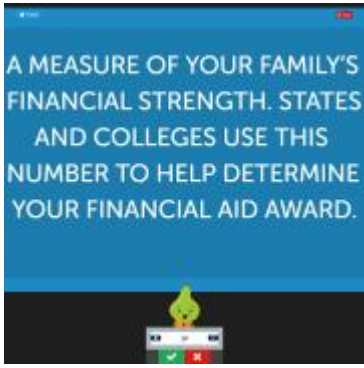 A MEASURE OF YOUR FAMILY'S
FINANCIAL STRENGTH. STATES
AND COLLEGES USE THIS
NUMBER TO HELP DETERMINE
YOUR FINANCIAL AID AWARD.